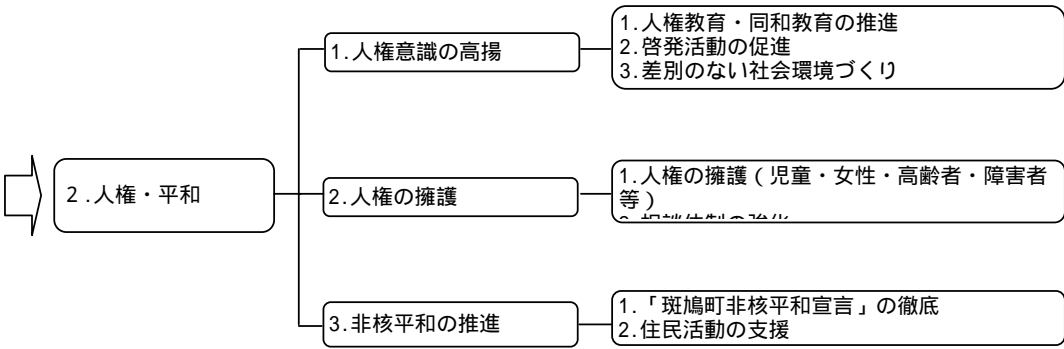 2.人権・平和
1.人権意識の高揚
1.人権教育・同和教育の推進
2.啓発活動の促進
3.差別のない社会環境づくり
2.人権の擁護
1.人権の擁護(児童・女性・高齢者・障害者
等)
3.非核平和の推進
1.「斑鳩町非核平和宣言」の徹底
2.住民活動の支援